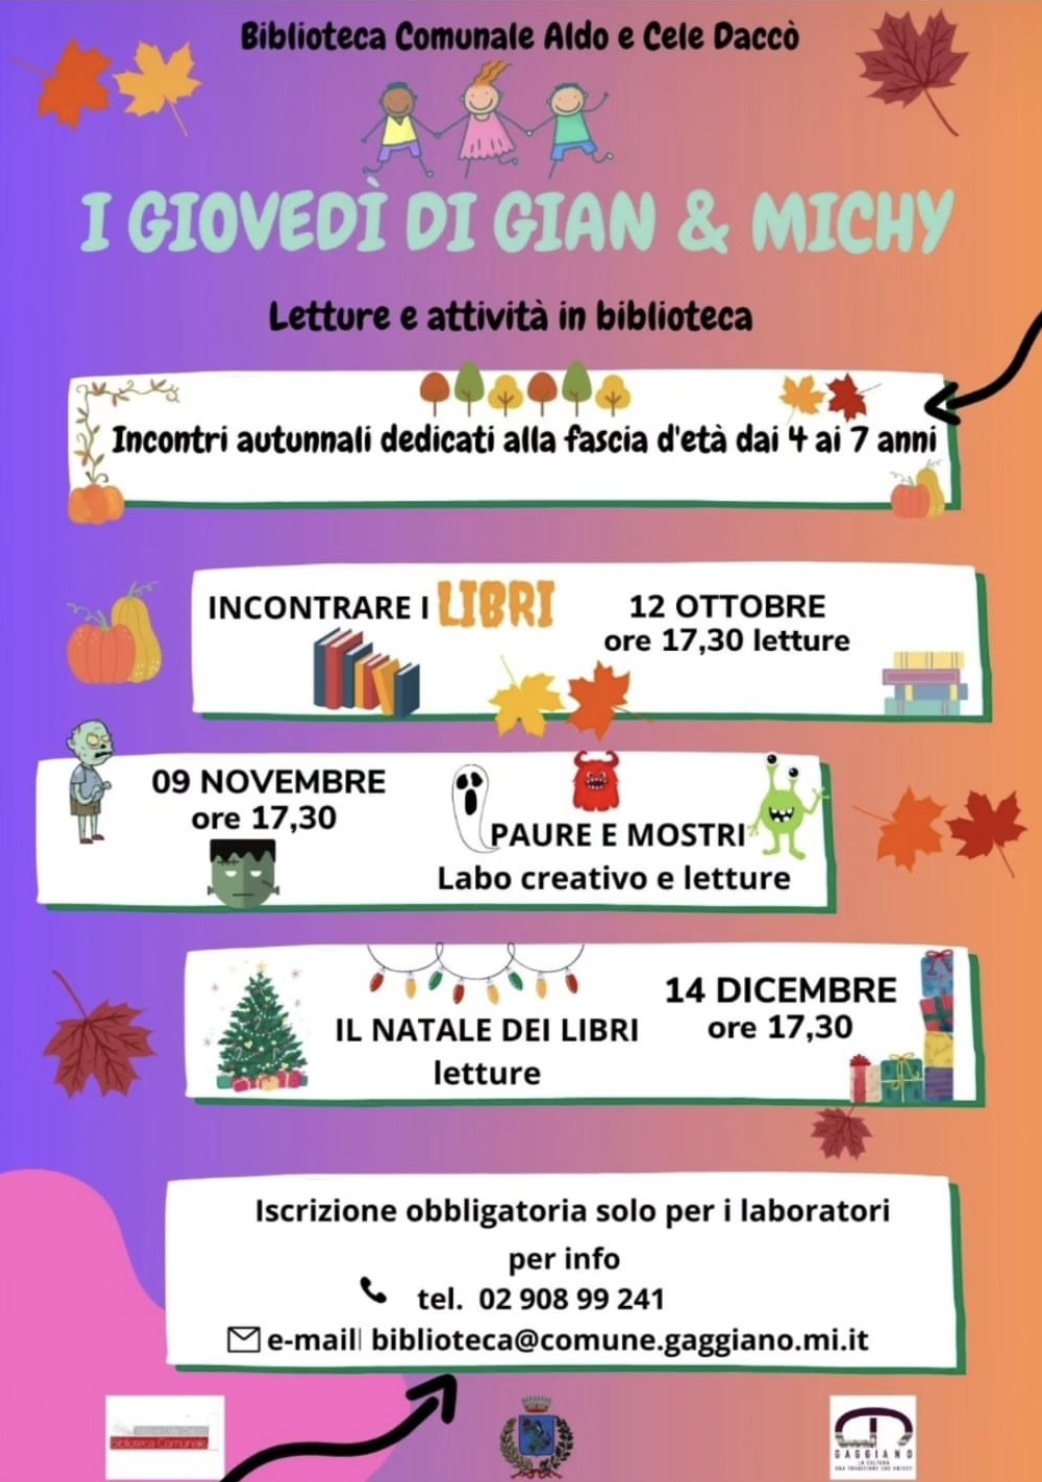 Biblioteca Comunale Aldo e Cele Daccò
I GIOVEDÌ DI GIAN & MICHY
Letture e attività in biblioteca
Incontri autunnali dedicati alla fascia d'età dai 4 ai 7 anni
INCONTRARE I LIBRI
12 OTTOBRE
ore 17,30 letture
09 NOVEMBRE
ore 17,30
PAURE E MOSTRI
Labo creativo e letture
IL NATALE DEI LIBRI
letture
14 DICEMBRE
ore 17,30
Iscrizione obbligatoria solo per i laboratori
per info
tel. 02 908 99 241
e-mail biblioteca@comune.gaggiano.mi.it
Biblioteca Comunale
GAGGIANO
LA CULTURA